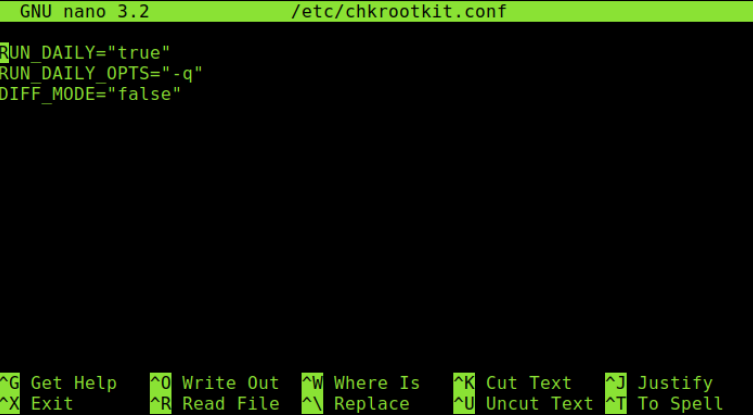 GNU nano 3.2 /etc/chkrootkit.conf
RUN_DAILY="true"
RUN_DAILY_OPTS="-q"
DIFF_MODE="false"
^G Get Help ^O Write Out ^W Where Is ^K Cut Text ^J Justify
^X Exit ^R Read File ^\ Replace ^U Uncut Text ^T To Spell